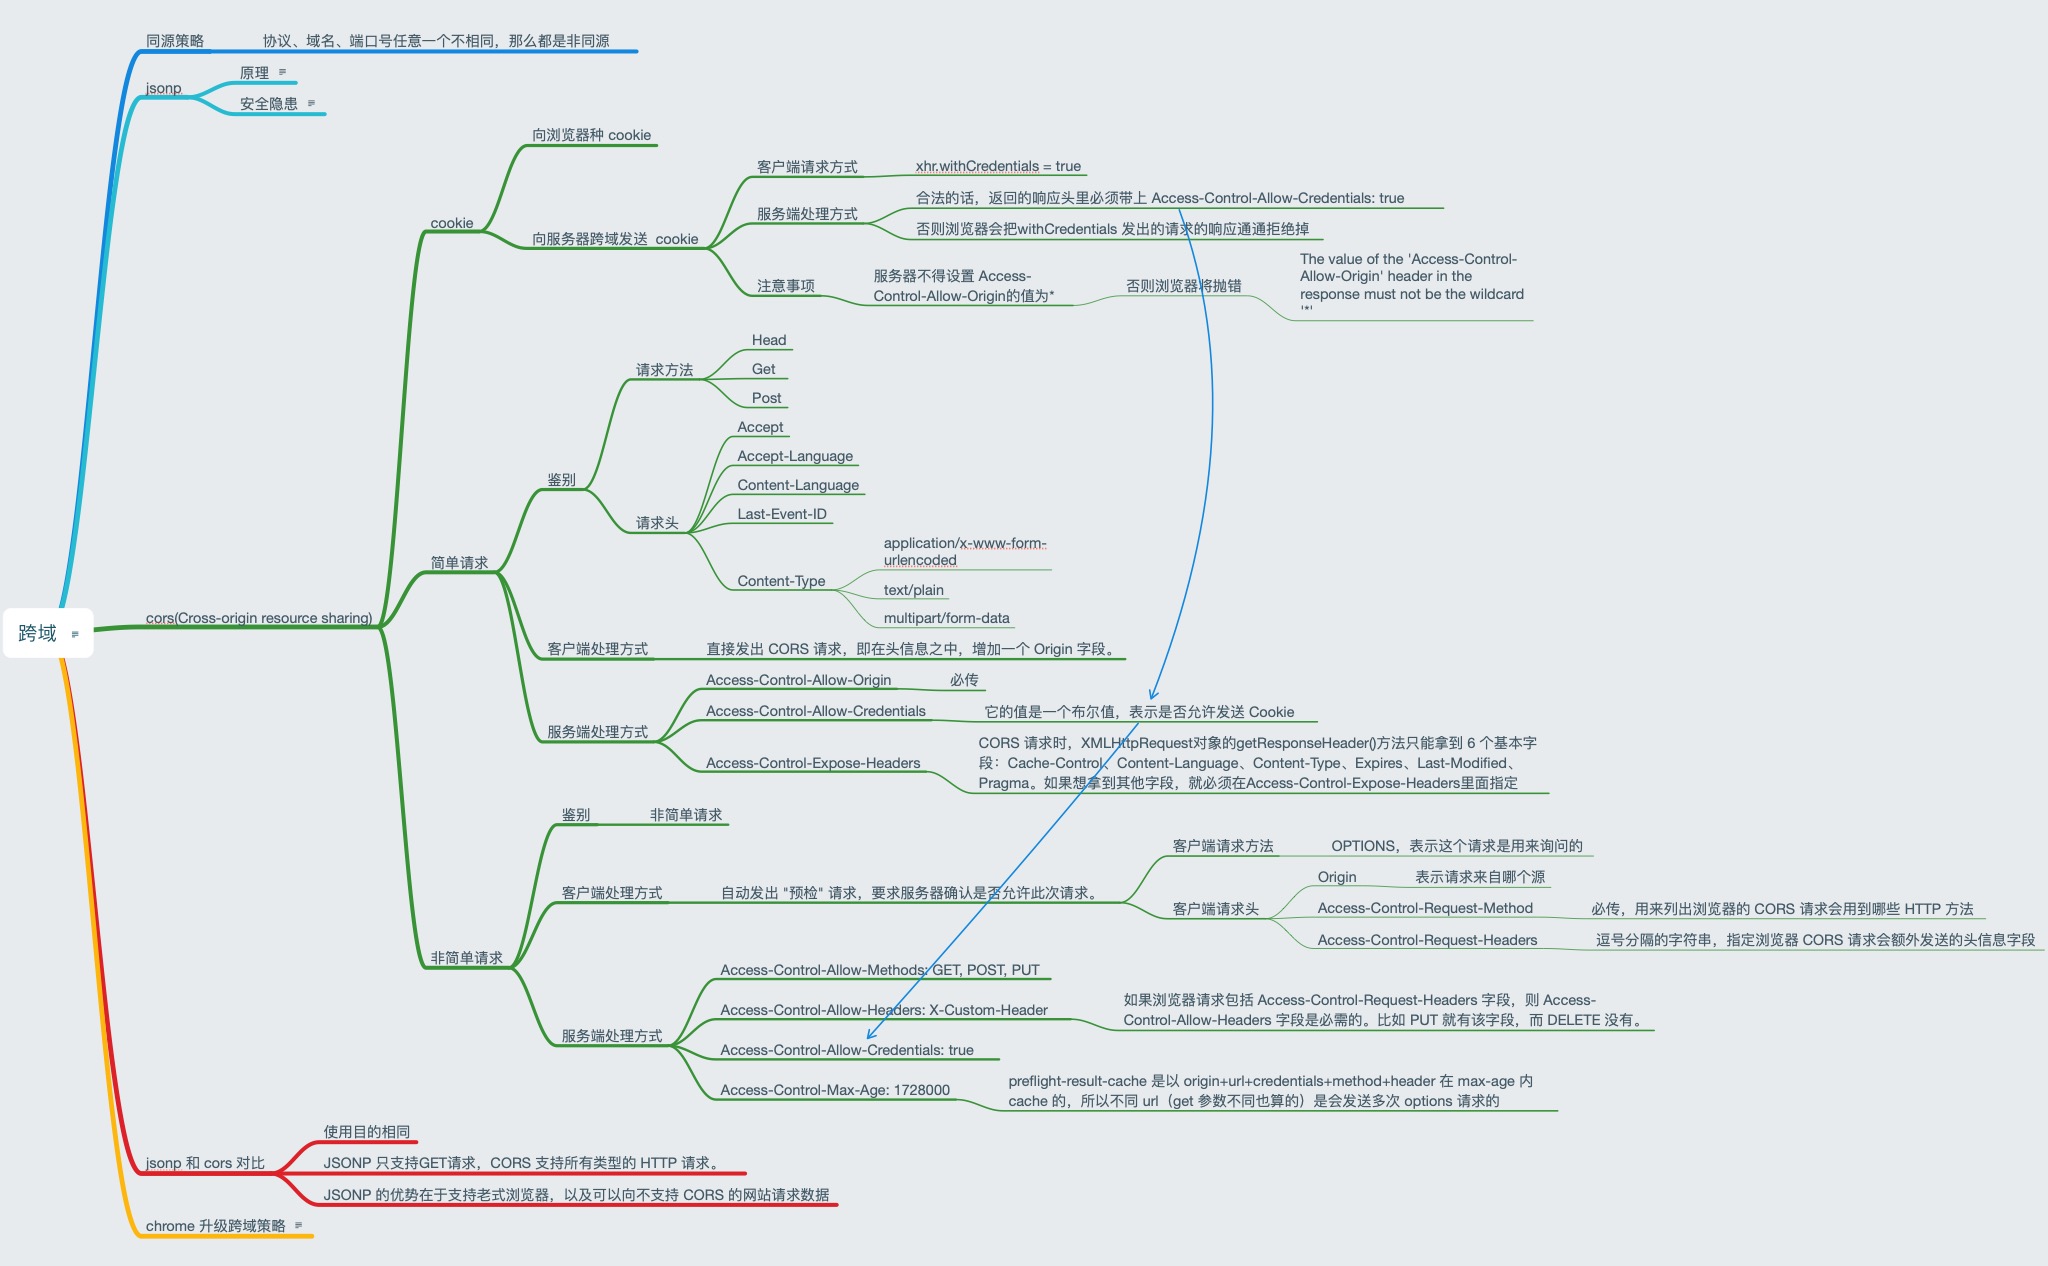 同源策略
协议、域名、端口号任意一个不相同，那么都是非同源
jsonp
原理
安全隐患
跨域
cors(Cross-origin resource sharing)
cookie
向浏览器种 cookie
向服务器跨域发送 cookie
客户端请求方式
xhr.withCredentials = true
服务端处理方式
合法的话，返回的响应头里必须带上 Access-Control-Allow-Credentials: true
否则浏览器会把withCredentials 发出的请求的响应通通拒绝掉
注意事项
服务器不得设置 Access-
Control-Allow-Origin的值为*
否则浏览器将抛错
The value of the 'Access-Control-
Allow-Origin' header in the
response must not be the wildcard
'*'
简单请求
鉴别
请求方法
Head
Get
Post
请求头
Accept
Accept-Language
Content-Language
Last-Event-ID
Content-Type
application/x-www-form-
urlencoded
text/plain
multipart/form-data
客户端处理方式
直接发出 CORS 请求，即在头信息之中，增加一个 Origin 字段。
服务端处理方式
Access-Control-Allow-Origin
必传
Access-Control-Allow-Credentials
它的值是一个布尔值，表示是否允许发送 Cookie
Access-Control-Expose-Headers
CORS 请求时，XMLHttpRequest对象的getResponseHeader()方法只能拿到 6 个基本字
段：Cache-Control、Content-Language、Content-Type、Expires、Last-Modified、
Pragma。如果想拿到其他字段，就必须在Access-Control-Expose-Headers里面指定
非简单请求
鉴别
非简单请求
客户端处理方式
自动发出 "预检" 请求，要求服务器确认是否允许此次请求。
客户端请求方法
OPTIONS，表示这个请求是用来询问的
客户端请求头
Origin
表示请求来自哪个源
Access-Control-Request-Method
必传，用来列出浏览器的 CORS 请求会用到哪些 HTTP 方法
Access-Control-Request-Headers
逗号分隔的字符串，指定浏览器 CORS 请求会额外发送的头信息字段
服务端处理方式
Access-Control-Allow-Methods: GET, POST, PUT
Access-Control-Allow-Headers: X-Custom-Header
如果浏览器请求包括 Access-Control-Request-Headers 字段，则 Access-
Control-Allow-Headers 字段是必需的。比如 PUT 就有该字段，而 DELETE 没有。
Access-Control-Allow-Credentials: true
Access-Control-Max-Age: 1728000
preflight-result-cache 是以 origin+url+credentials+method+header 在 max-age 内
cache 的，所以不同 url（get 参数不同也算的）是会发送多次 options 请求的
jsonp 和 cors 对比
使用目的相同
JSONP 只支持GET请求，CORS 支持所有类型的 HTTP 请求。
JSONP 的优势在于支持老式浏览器，以及可以向不支持 CORS 的网站请求数据
chrome 升级跨域策略